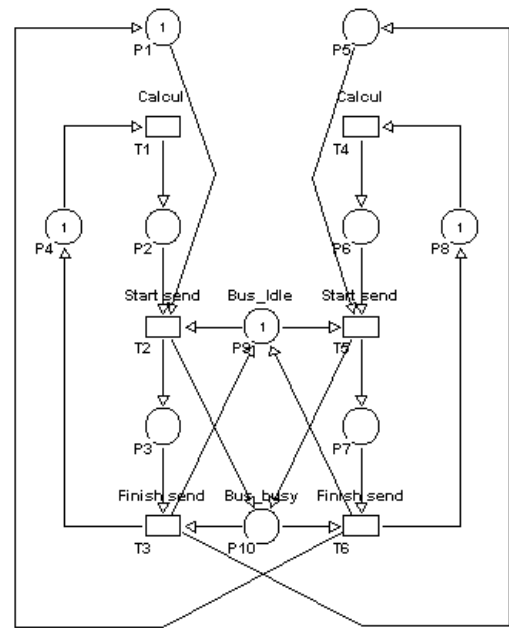 1
P1
P5
Calcul
Calcul
T1
T4
P4
1
P2
P6
P8
1
Start send
Bus_Idle
Start send
T2
P9
1
T5
P3
P7
Finish send
Bus_busy
Finish send
T3
P10
T6